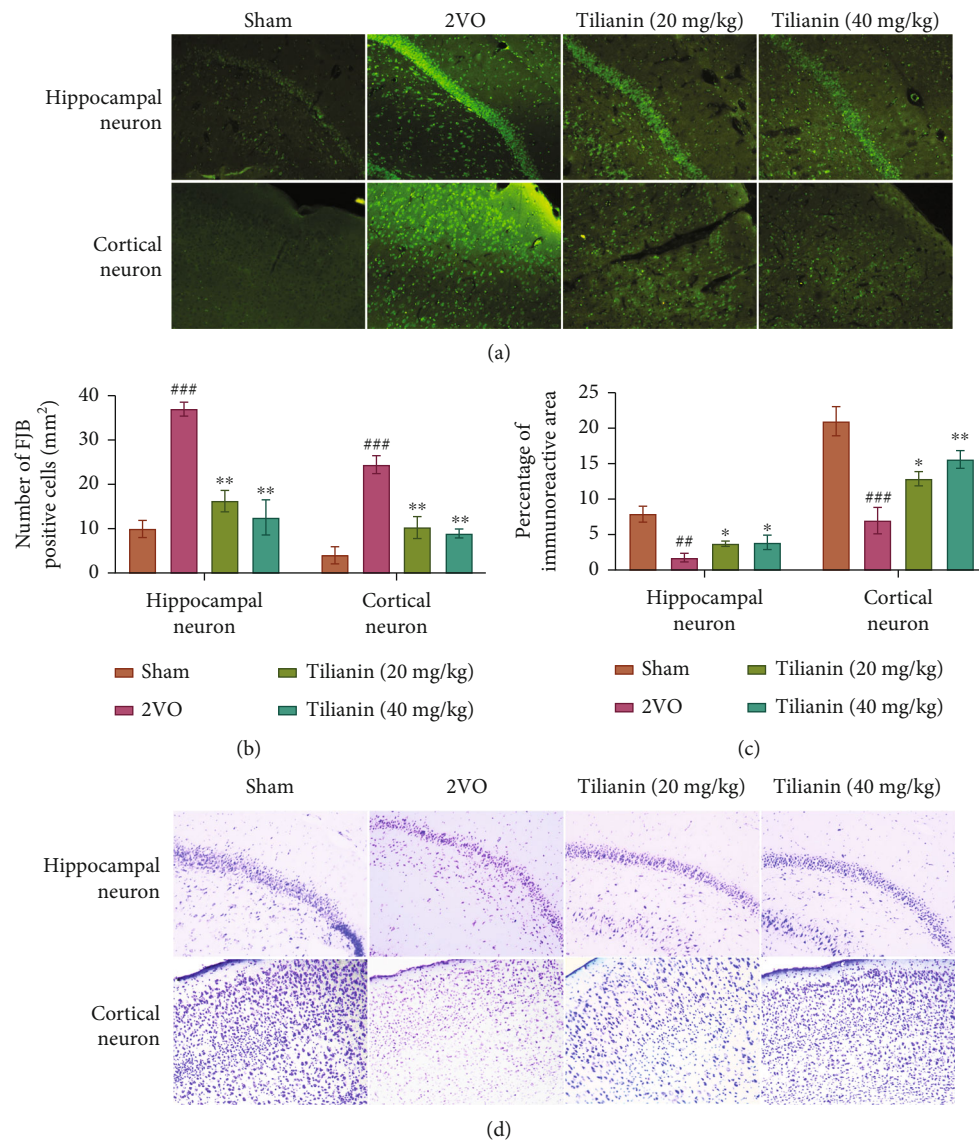 Sham 2VO Tilianin (20 mg/kg) Tilianin (40 mg/kg)
Hippocampal
neuron
Cortical
neuron
(a)
Number of FJB
positive cells (mm²)
40
30
20
10
0
###
**
**
###
**
**
Hippocampal
neuron
Cortical
neuron
Sham
2VO
Tilianin (20 mg/kg)
Tilianin (40 mg/kg)
(b)
Percentage of
immunoreactive area
25
20
15
10
5
0
##
*
*
###
*
**
Hippocampal
neuron
Cortical
neuron
Sham
2VO
Tilianin (20 mg/kg)
Tilianin (40 mg/kg)
(c)
Sham 2VO Tilianin (20 mg/kg) Tilianin (40 mg/kg)
Hippocampal
neuron
Cortical
neuron
(d)